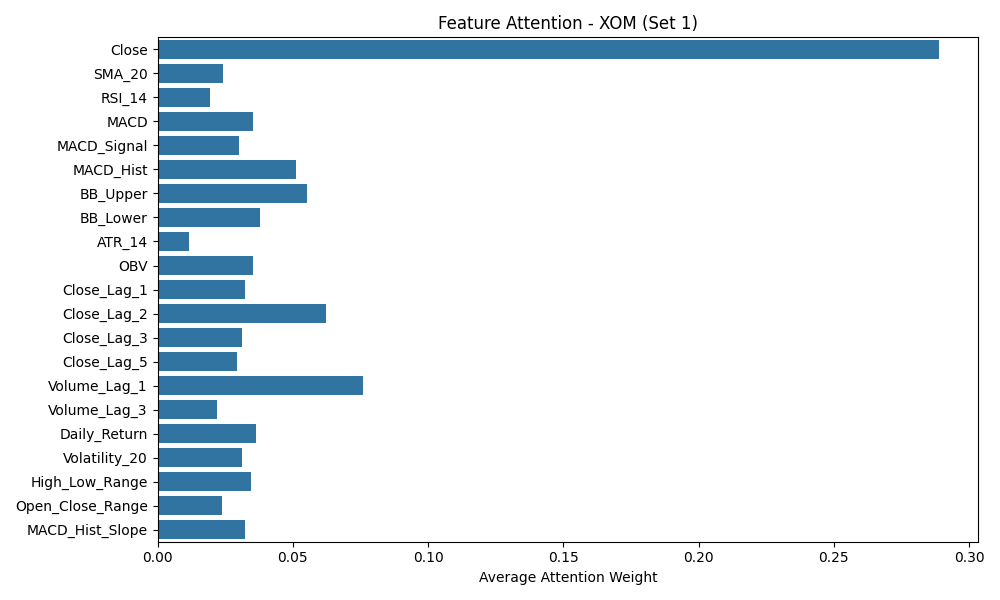 Feature Attention - XOM (Set 1)
Close
SMA_20
RSI_14
MACD
MACD_Signal
MACD_Hist
BB_Upper
BB_Lower
ATR_14
OBV
Close_Lag_1
Close_Lag_2
Close_Lag_3
Close_Lag_5
Volume_Lag_1
Volume_Lag_3
Daily_Return
Volatility_20
High_Low_Range
Open_Close_Range
MACD_Hist_Slope
0.00 0.05 0.10 0.15 0.20 0.25 0.30
Average Attention Weight